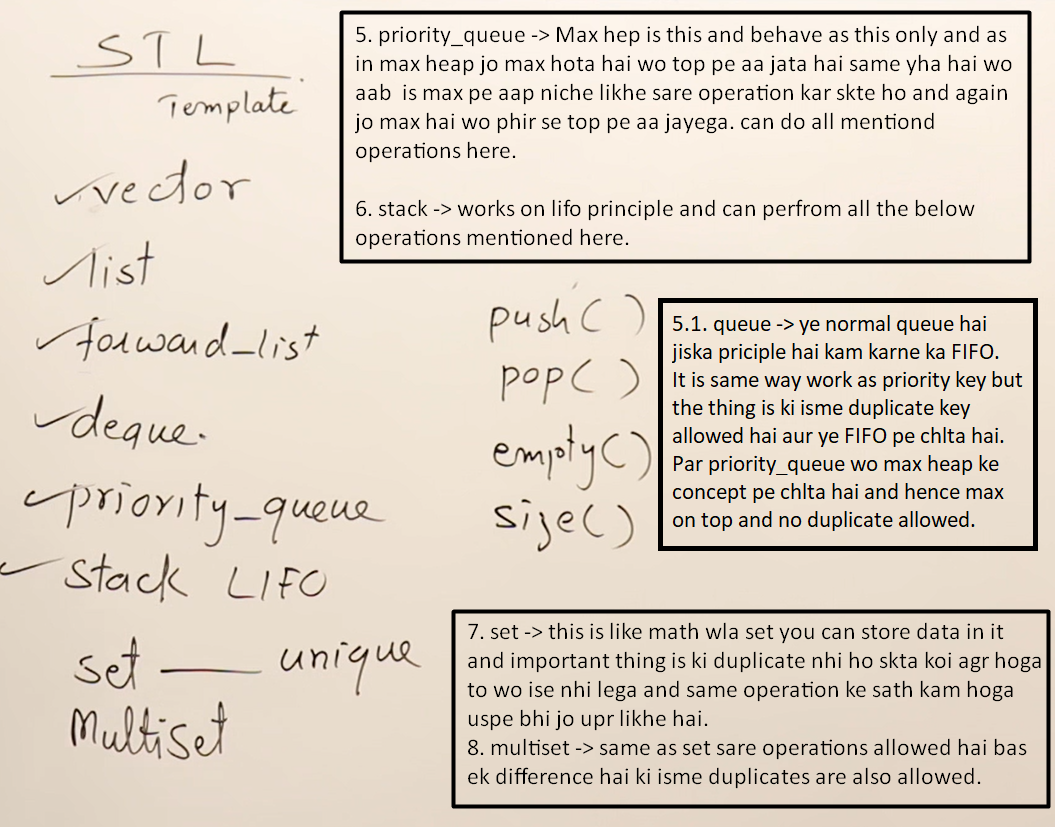 STL
Template
✓vector
✓list
✓forward_list
✓deque.
✓priority_queue
✓stack LIFO
set — unique
Multiset
5. priority_queue -> Max hep is this and behave as this only and as
in max heap jo max hota hai wo top pe aa jata hai same yha hai wo
aab is max pe aap niche likhe sare operation kar skte ho and again
jo max hai wo phir se top pe aa jayega. can do all mentiond
operations here.
6. stack -> works on lifo principle and can perfrom all the below
operations mentioned here.
push()
pop()
empty()
size()
5.1. queue -> ye normal queue hai
jiska priciple hai kam karne ka FIFO.
It is same way work as priority key but
the thing is ki isme duplicate key
allowed hai aur ye FIFO pe chlta hai.
Par priority_queue wo max heap ke
concept pe chlta hai and hence max
on top and no duplicate allowed.
7. set -> this is like math wla set you can store data in it
and important thing is ki duplicate nhi ho skta koi agr hoga
to wo ise nhi lega and same operation ke sath kam hoga
uspe bhi jo upr likhe hai.
8. multiset -> same as set sare operations allowed hai bas
ek difference hai ki isme duplicates are also allowed.